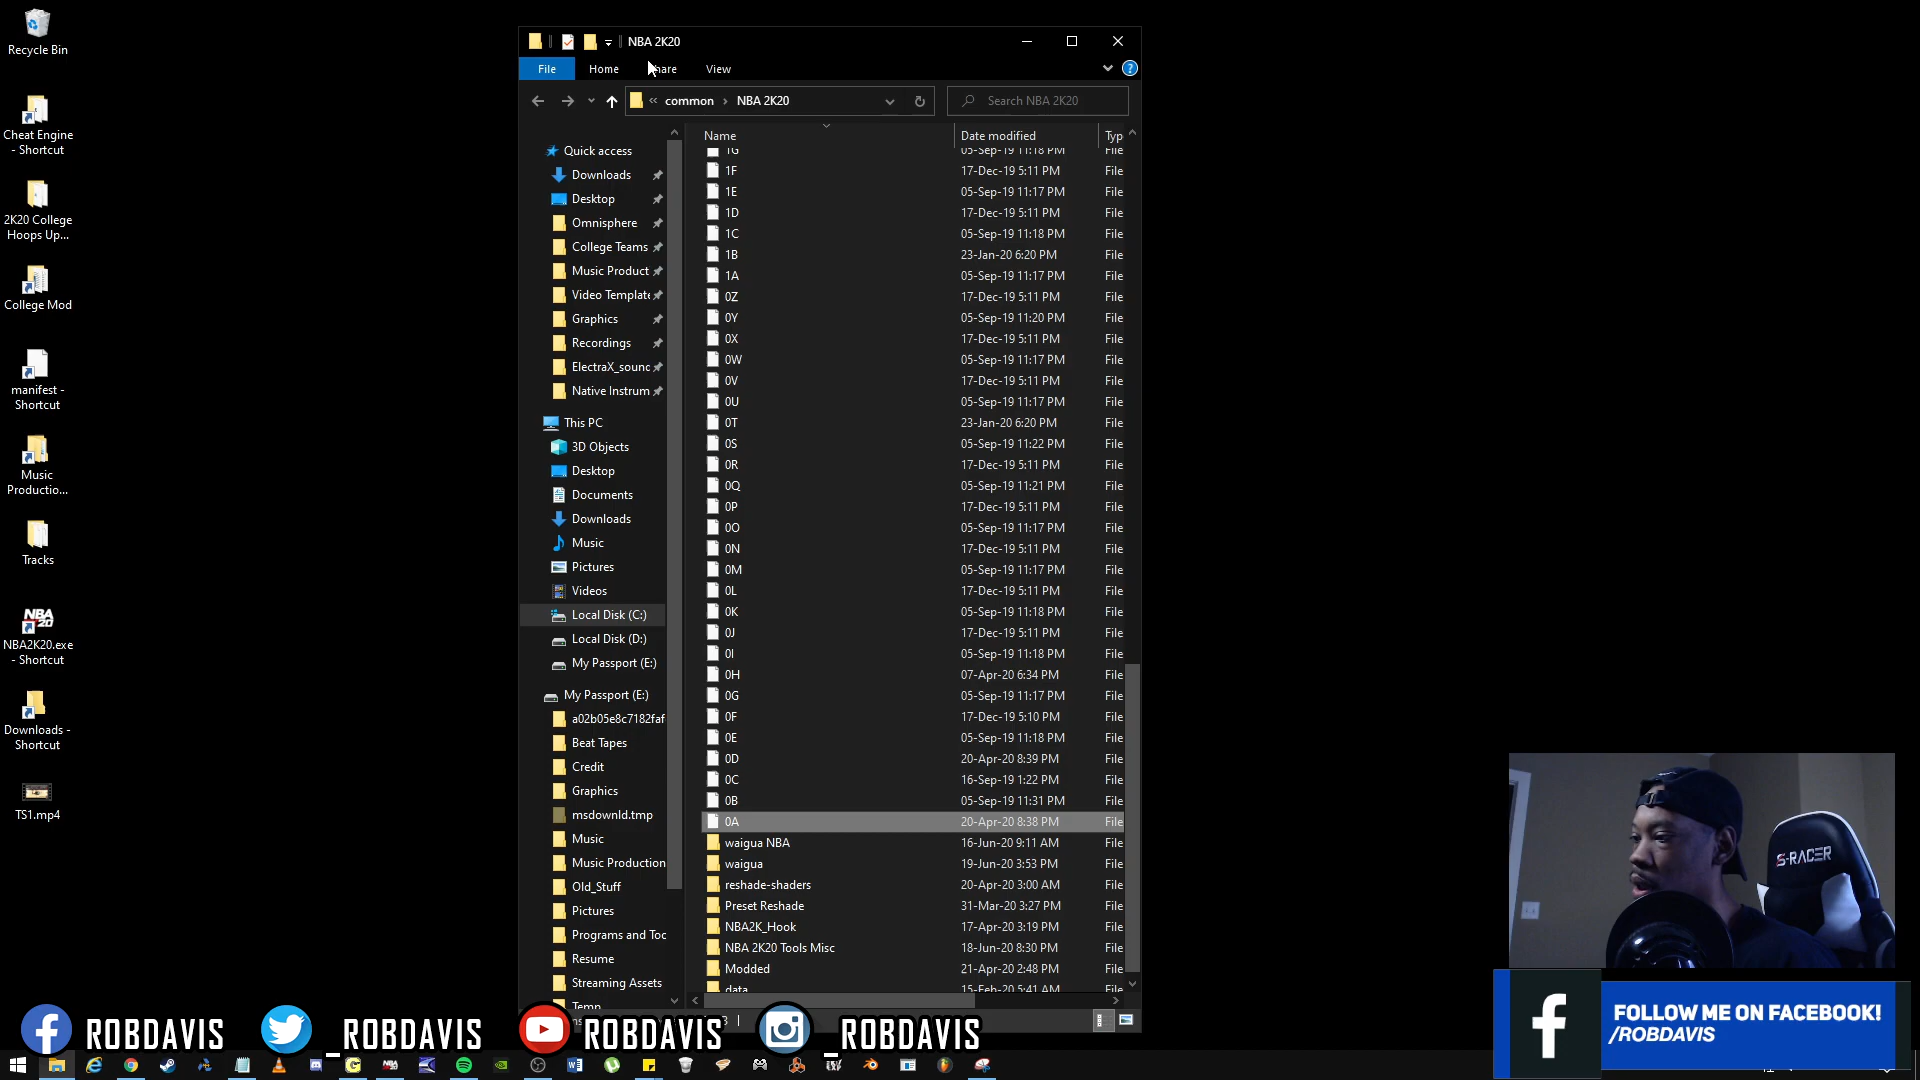 Recycle Bin
Cheat Engine
- Shortcut
2K20 College
Hoops Up...
College Mod
manifest -
Shortcut
Music
Productio...
Tracks
NBA
20
NBA2K20.exe
- Shortcut
Downloads -
Shortcut
TS1.mp4
NBA 2K20
File
Home
Share
View
?
« common › NBA 2K20
Search NBA 2K20
Quick access
Downloads
Desktop
Omnisphere
College Teams
Music Product
Video Template
Graphics
Recordings
ElectraX_sounc
Native Instrum
This PC
3D Objects
Desktop
Documents
Downloads
Music
Pictures
Videos
Local Disk (C:)
Local Disk (D:)
My Passport (E:)
My Passport (E:)
a02b05e8c7182faf
Beat Tapes
Credit
Graphics
msdownld.tmp
Music
Music Production
Old_Stuff
Pictures
Programs and Toc
Resume
Streaming Assets
Temp
Name Date modified Typ
1G 05-Sep-19 11:18 PM File
1F 17-Dec-19 5:11 PM File
1E 05-Sep-19 11:17 PM File
1D 17-Dec-19 5:11 PM File
1C 05-Sep-19 11:18 PM File
1B 23-Jan-20 6:20 PM File
1A 05-Sep-19 11:17 PM File
0Z 17-Dec-19 5:11 PM File
0Y 05-Sep-19 11:20 PM File
0X 17-Dec-19 5:11 PM File
0W 05-Sep-19 11:17 PM File
0V 17-Dec-19 5:11 PM File
0U 05-Sep-19 11:17 PM File
0T 23-Jan-20 6:20 PM File
0S 05-Sep-19 11:22 PM File
0R 17-Dec-19 5:11 PM File
0Q 05-Sep-19 11:21 PM File
0P 17-Dec-19 5:11 PM File
0O 05-Sep-19 11:17 PM File
0N 17-Dec-19 5:11 PM File
0M 05-Sep-19 11:17 PM File
0L 17-Dec-19 5:11 PM File
0K 05-Sep-19 11:18 PM File
0J 17-Dec-19 5:11 PM File
0I 05-Sep-19 11:18 PM File
0H 07-Apr-20 6:34 PM File
0G 05-Sep-19 11:17 PM File
0F 17-Dec-19 5:10 PM File
0E 05-Sep-19 11:18 PM File
0D 20-Apr-20 8:39 PM File
0C 16-Sep-19 1:22 PM File
0B 05-Sep-19 11:31 PM File
0A 20-Apr-20 8:38 PM File
waigua NBA 16-Jun-20 9:11 AM File
waigua 19-Jun-20 3:53 PM File
reshade-shaders 20-Apr-20 3:00 AM File
Preset Reshade 31-Mar-20 3:27 PM File
NBA2K_Hook 17-Apr-20 3:19 PM File
NBA 2K20 Tools Misc 18-Jun-20 8:30 PM File
Modded 21-Apr-20 2:48 PM File
data 15-Feb-20 5:41 AM File
S-RACER
ROBDAVIS
_ROBDAVIS
ROBDAVIS
_ROBDAVIS
FOLLOW ME ON FACEBOOK!
/ROBDAVIS